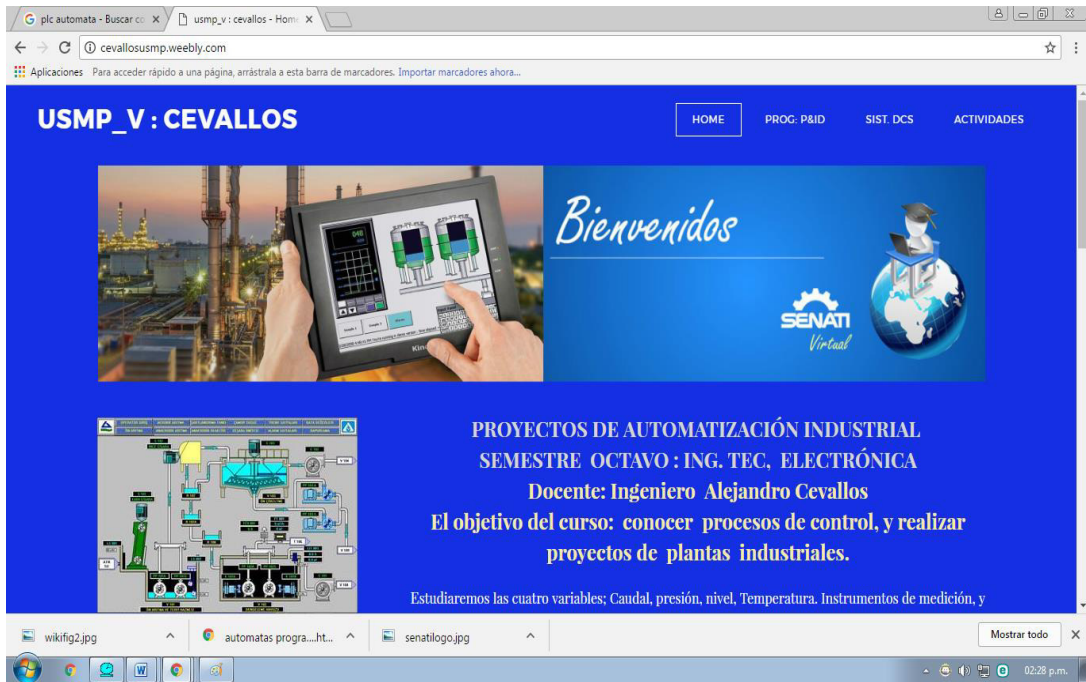 plc automata - Buscar co
usmp_v : cevallos - Hom
cevallosusmp.weebly.com
Aplicaciones Para acceder rápido a una página, arrástrala a esta barra de marcadores. Importar marcadores ahora...
USMP_V : CEVALLOS
HOME PROG: P&ID SIST. DCS ACTIVIDADES
Bienvenidos
SENATI
Virtual
PROYECTOS DE AUTOMATIZACIÓN INDUSTRIAL
SEMESTRE OCTAVO : ING. TEC, ELECTRÓNICA
Docente: Ingeniero Alejandro Cevallos
El objetivo del curso: conocer procesos de control, y realizar
proyectos de plantas industriales.
Estudiaremos las cuatro variables; Caudal, presión, nivel, Temperatura. Instrumentos de medición, y
wikifig2.jpg automatas progra....ht... senatilogo.jpg Mostrar todo
02:28 p.m.